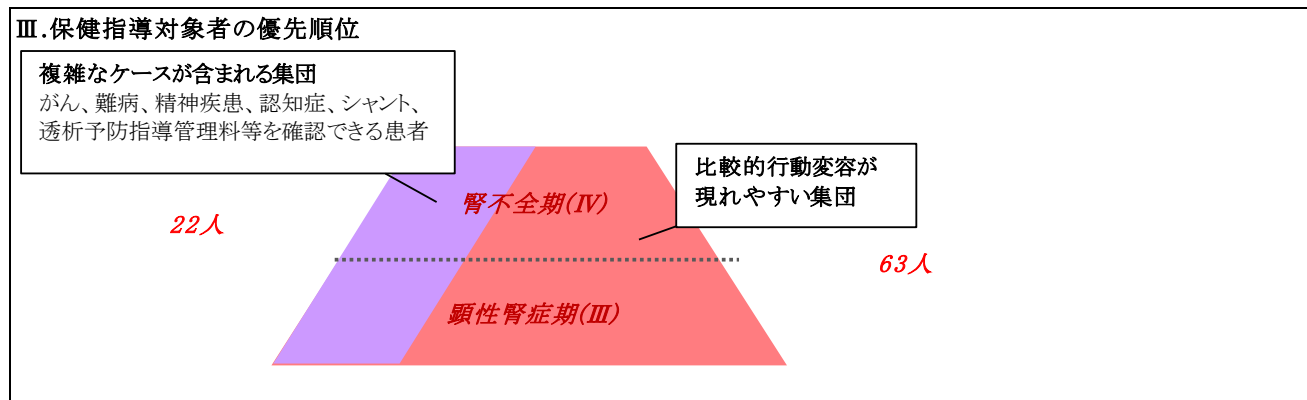 Ⅲ.保健指導対象者の優先順位
複雑なケースが含まれる集団
がん、難病、精神疾患、認知症、シャント、
透析予防指導管理料等を確認できる患者
比較的行動変容が
現れやすい集団
腎不全期(Ⅳ)
22人
63人
顕性腎症期(Ⅲ)